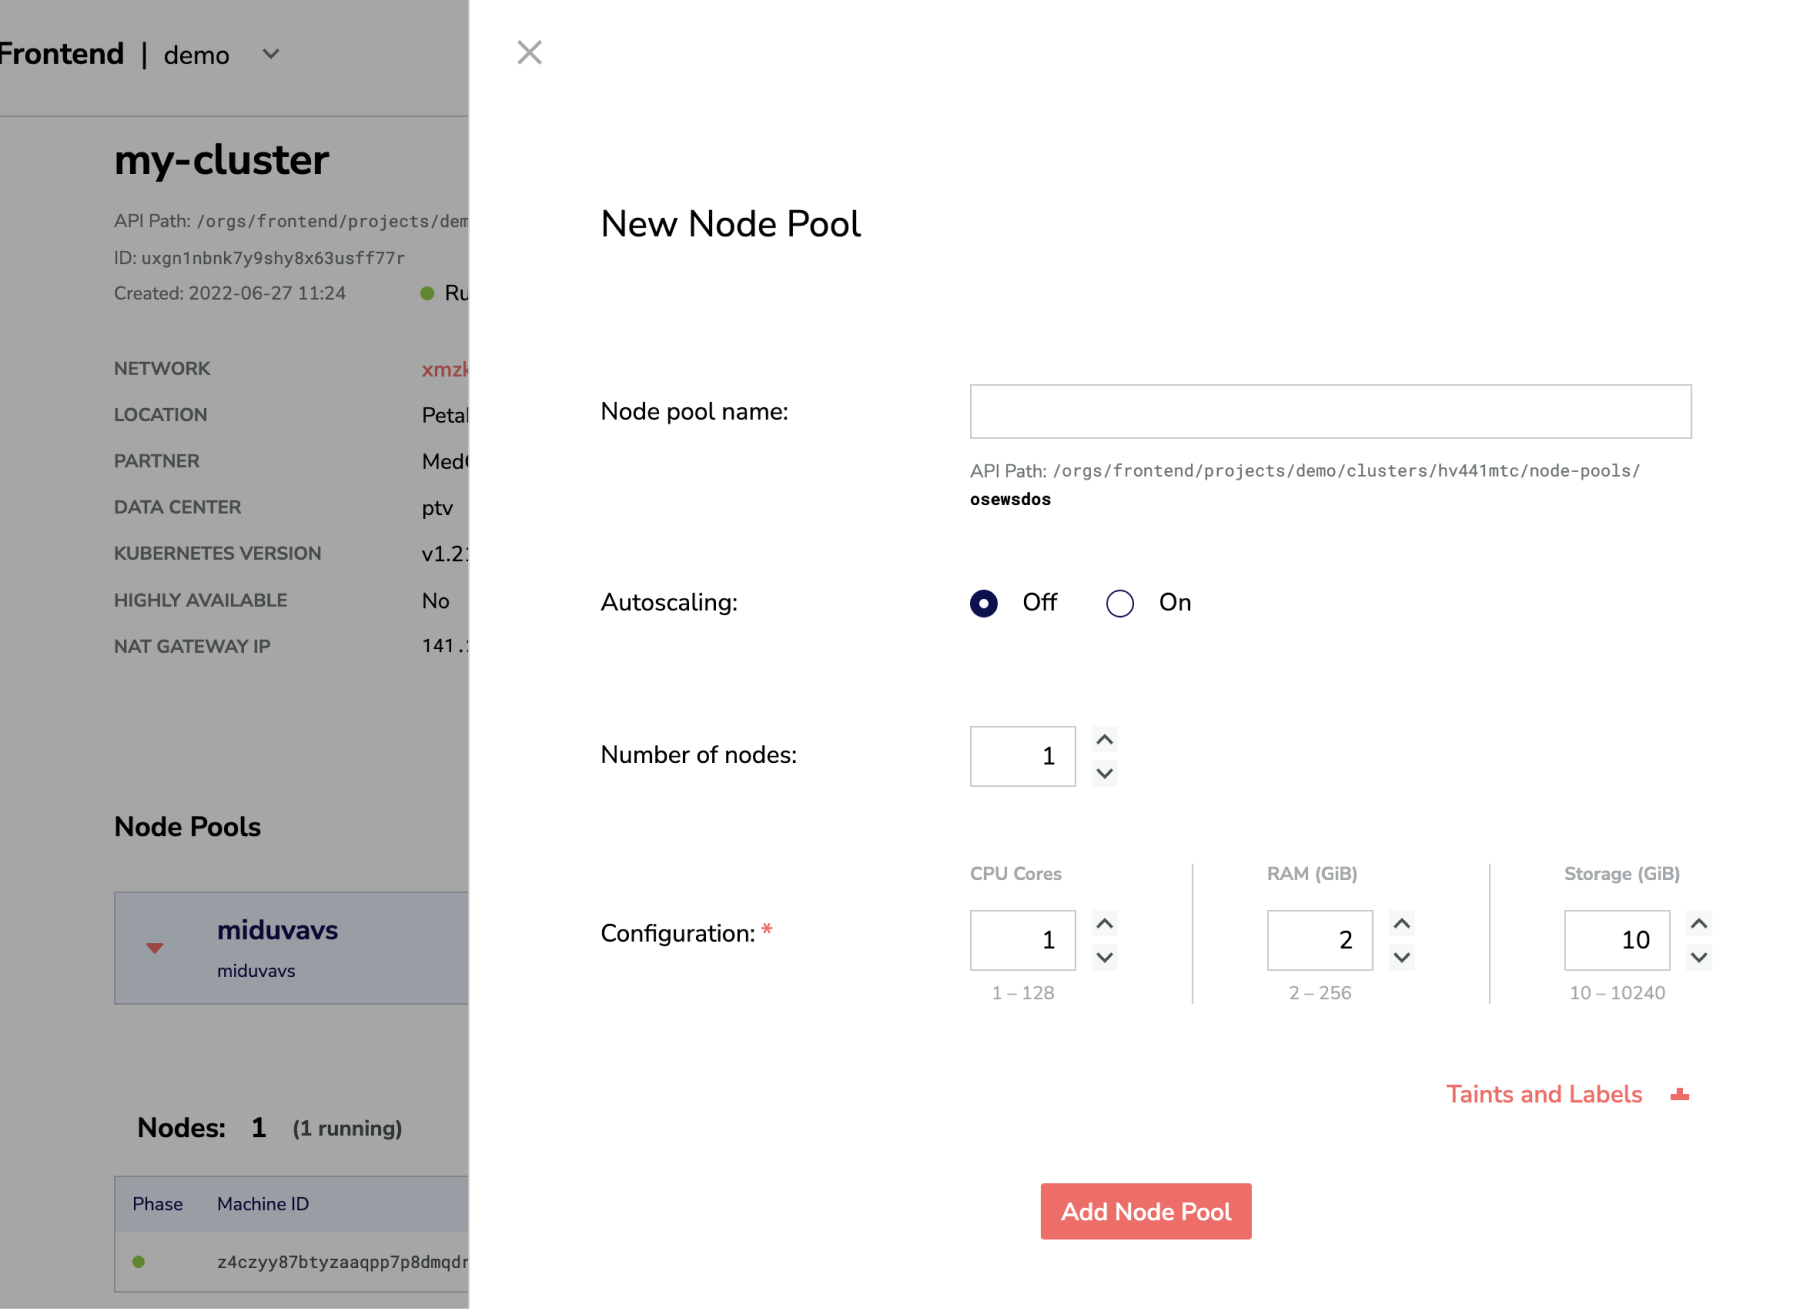 Frontend | demo
my-cluster
API Path: /orgs/frontend/projects/dem
ID: uxgn1nbnk7y9shy8x63usff77r
Created: 2022-06-27 11:24
Ru
NETWORK xmzk
LOCATION Petal
PARTNER Med
DATA CENTER ptv
KUBERNETES VERSION v1.21
HIGHLY AVAILABLE No
NAT GATEWAY IP 141.
Node Pools
miduvavs
miduvavs
Nodes: 1 (1 running)
Phase Machine ID
z4czyy87btyzaaqpp7p8dmqdr
New Node Pool
Node pool name:
API Path: /orgs/frontend/projects/demo/clusters/hv441mtc/node-pools/
osewsdos
Autoscaling: Off On
Number of nodes: 1
CPU Cores RAM (GiB) Storage (GiB)
Configuration: * 1 2 10
1 – 128 2 – 256 10 – 10240
Taints and Labels
Add Node Pool